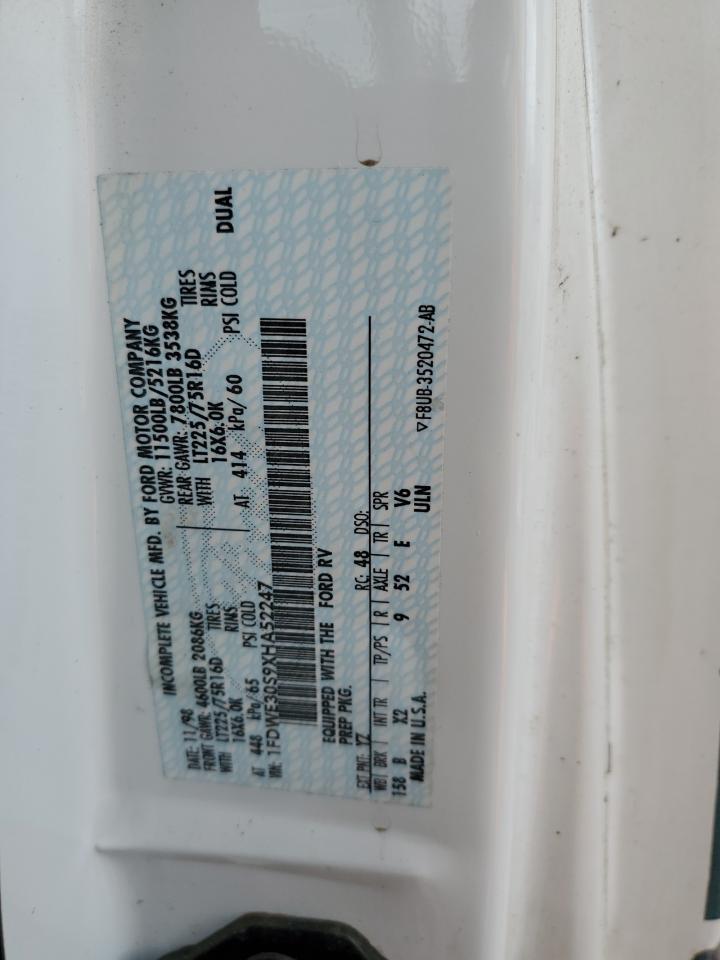 INCOMPLETE VEHICLE MFD. BY FORD MOTOR COMPANY
DATE: 11/98 GVWR: 11500LB/5216KG
FRONT GAWR: 4600LB 2086KG REAR GAWR: 7800LB 3538KG
WITH LT225/75R16D TIRES WITH LT225/75R16D TIRES
16X6.0K RIMS 16X6.0K RIMS
AT 448 kPa/65 PSI COLD AT 414 kPa/60 PSI COLD DUAL
VIN: 1FDWE30S9XHA52247
EQUIPPED WITH THE FORD RV
PREP PKG.
EXT PNT: YZ RC: 48 DSO:
WB BRK INT TR TP/PS R AXLE TR SPR
158 B X2 9 52 E V6
MADE IN U.S.A. ULN
▽F8UB-3520472-AB